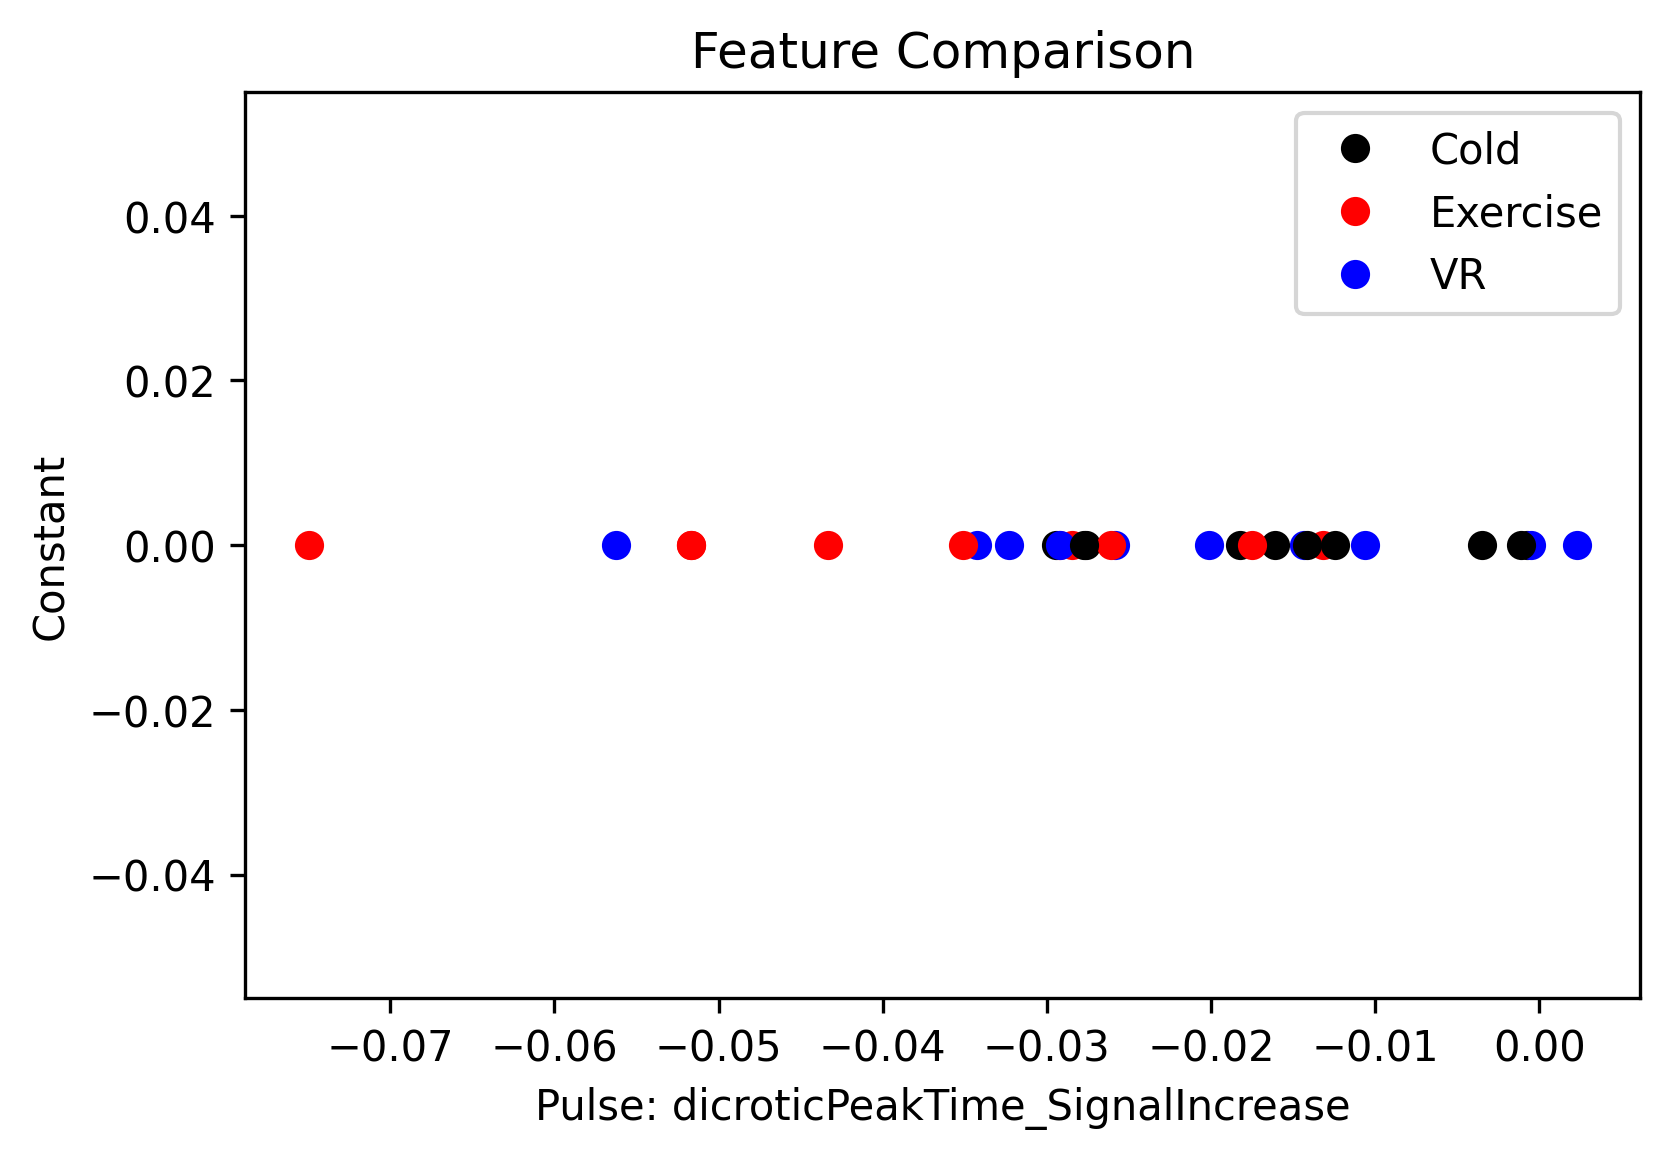 Feature Comparison
Cold
Exercise
VR
0.04
0.02
0.00
−0.02
−0.04
Constant
−0.07
−0.06
−0.05
−0.04
−0.03
−0.02
−0.01
0.00
Pulse: dicroticPeakTime_SignalIncrease